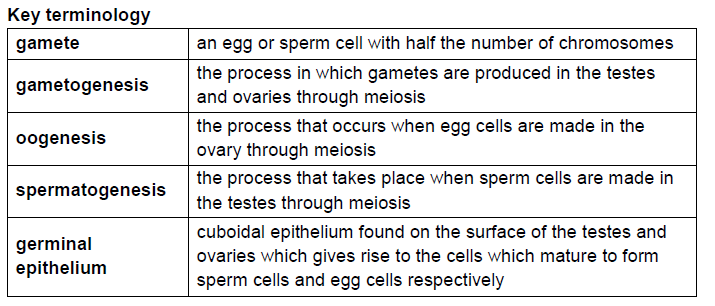 Key terminology
gamete an egg or sperm cell with half the number of chromosomes
gametogenesis the process in which gametes are produced in the testes
and ovaries through meiosis
oogenesis the process that occurs when egg cells are made in the
ovary through meiosis
spermatogenesis the process that takes place when sperm cells are made in
the testes through meiosis
germinal
epithelium
cuboidal epithelium found on the surface of the testes and
ovaries which gives rise to the cells which mature to form
sperm cells and egg cells respectively